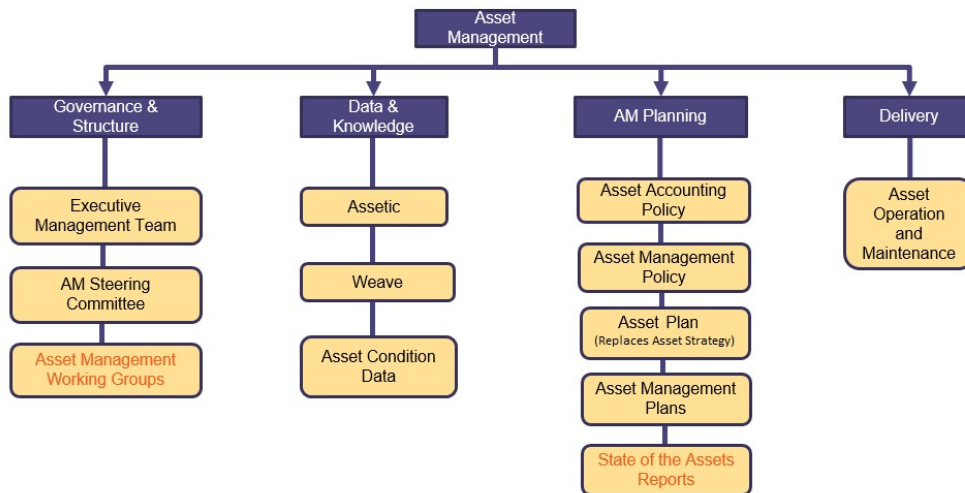 Asset
Management
Governance &
Structure
Data &
Knowledge
AM Planning
Delivery
Executive
Management Team
AM Steering
Committee
Asset Management
Working Groups
Assetic
Weave
Asset Condition
Data
Asset Accounting
Policy
Asset Management
Policy
Asset Plan
(Replaces Asset Strategy)
Asset Management
Plans
State of the Assets
Reports
Asset
Operation
and
Maintenance